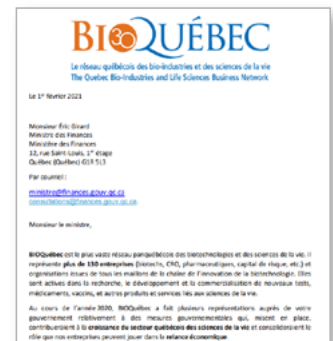 BIOQUÉBEC
30
Le réseau québécois des bio-industries et des sciences de la vie
The Quebec Bio-Industries and Life Sciences Business Network
Le 1er février 2021
Monsieur Éric Girard
Ministre des Finances
Ministère des Finances
12, rue Saint-Louis, 1er étage
Québec (Québec) G1R 5L3
Par courriel :
ministre@finances.gouv.qc.ca
consultations@finances.gouv.qc.ca
Monsieur le ministre,
BIOQuébec est le plus vaste réseau panquébécois des biotechnologies et des sciences de la vie. Il
représente plus de 130 entreprises (biotechs, CRO, pharmaceutiques, capital de risque, etc.) et
organisations issues de tous les maillons de la chaine de l'innovation de la biotechnologie. Elles
sont actives dans la recherche, le développement et la commercialisation de nouveaux tests,
médicaments, vaccins, et autres produits et services liés aux sciences de la vie.
Au cours de l'année 2020, BIOQuébec a fait plusieurs représentations auprès de votre
gouvernement relativement à des mesures gouvernementales qui, mises en place,
contribueraient à la croissance du secteur québécois des sciences de la vie et consolideraient le
rôle que nos entreprises peuvent jouer dans la relance économique.